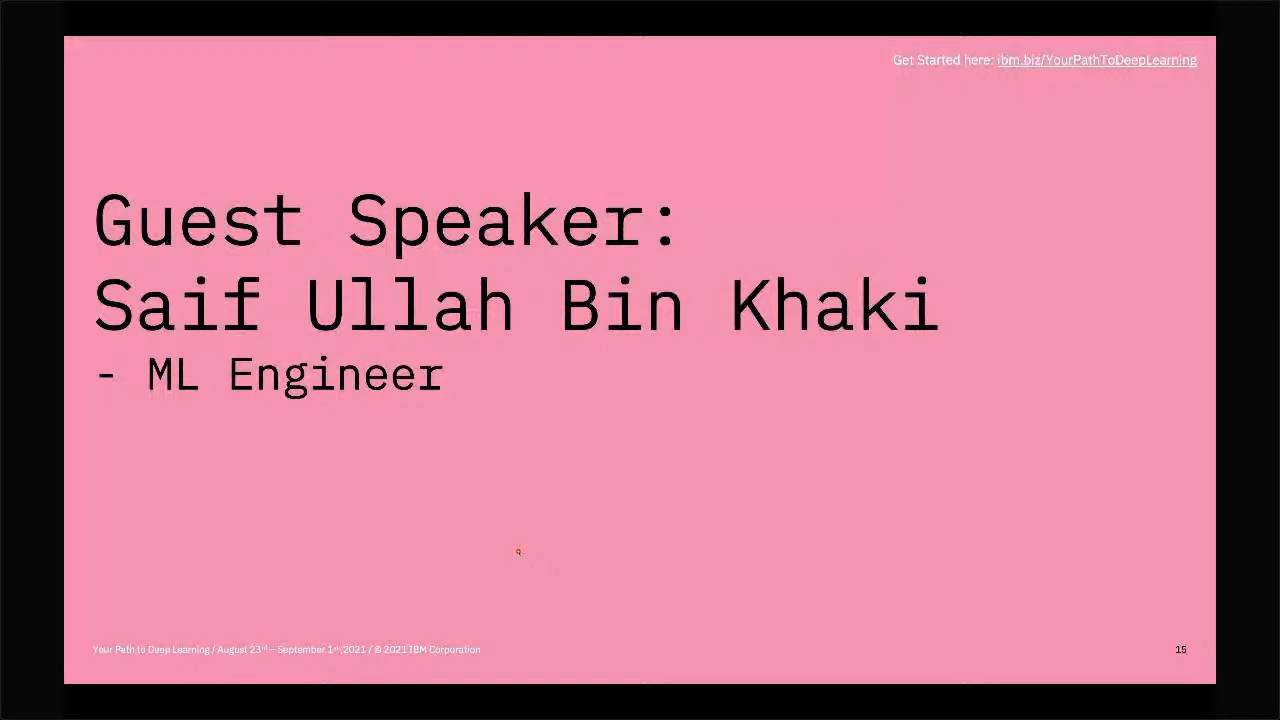 Get Started here: ibm.biz/YourPathToDeepLearning
Guest Speaker:
Saif Ullah Bin Khaki
- ML Engineer
Your Path to Deep Learning / August 23rd – September 1st, 2021 / © 2021 IBM Corporation
15